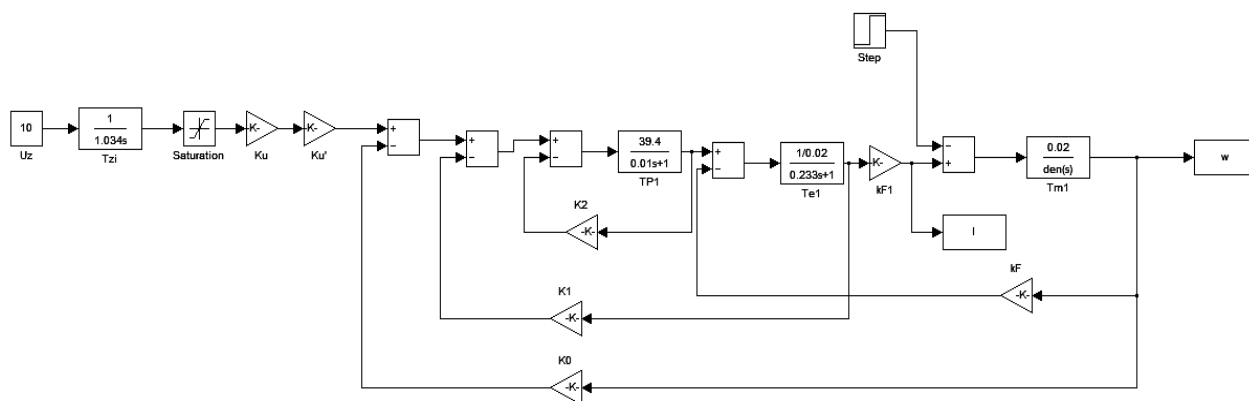 Step
10
Uz
1
1.034s
Tzi
Saturation
K-
Ku
K-
Ku'
+
−
+
−
+
−
39.4
0.01s+1
TP1
+
−
1/0.02
0.233s+1
Te1
K-
kF1
−
+
0.02
den(s)
Tm1
w
I
K2
-K-
kF
-K-
K1
-K-
K0
-K-